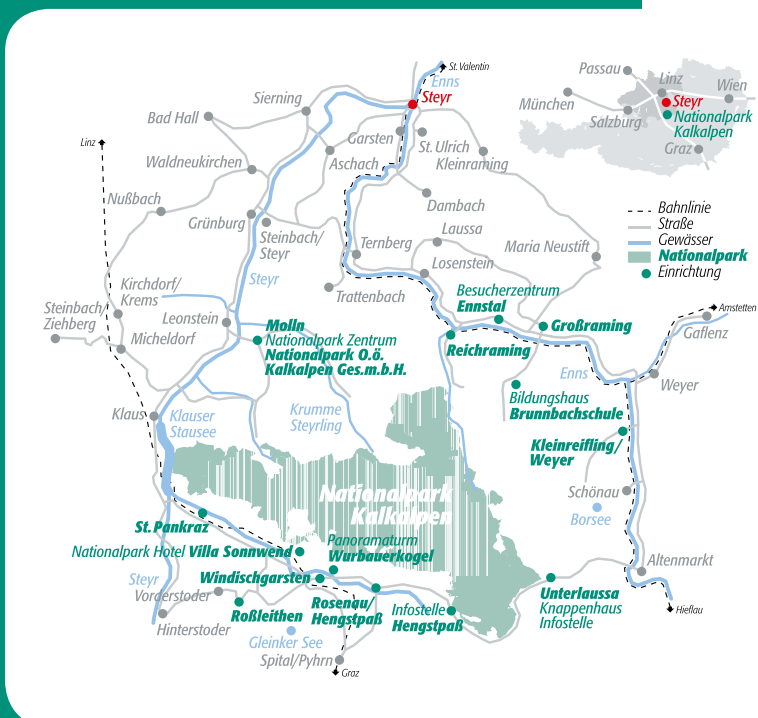 St. Valentin
Enns
Steyr
Sierning
Bad Hall
Garsten
St. Ulrich
Kleinraming
Aschach
Linz
Waldneukirchen
Nußbach
Grünburg
Steinbach/
Steyr
Dambach
Laussa
Ternberg
Maria Neustift
Losenstein
Steyr
Trattenbach
Kirchdorf/
Krems
Steinbach/
Ziehberg
Leonstein
Micheldorf
Molln
Nationalpark Zentrum
Nationalpark O.ö.
Kalkalpen Ges.m.b.H.
Besucherzentrum
Ennstal
Großraming
Reichraming
Amstetten
Gaflenz
Enns
Weyer
Bildungshaus
Brunnbachschule
Klaus
Klauser
Stausee
Krumme
Steyrling
Kleinreifling/
Weyer
Nationalpark
Kalkalpen
Schönau
Borsee
St. Pankraz
Nationalpark Hotel Villa Sonnwend
Panoramaturm
Wurbauerkogel
Steyr
Windischgarsten
Vorderstoder
Roßleithen
Rosenau/
Hengstpaß
Infostelle
Hengstpaß
Unterlaussa
Knappenhaus
Infostelle
Altenmarkt
Hieflau
Hinterstoder
Gleinker See
Spital/Pyhrn
Graz
Passau
Linz
Wien
München
Steyr
Salzburg
Nationalpark
Kalkalpen
Graz
Bahnlinie
Straße
Gewässer
Nationalpark
Einrichtung